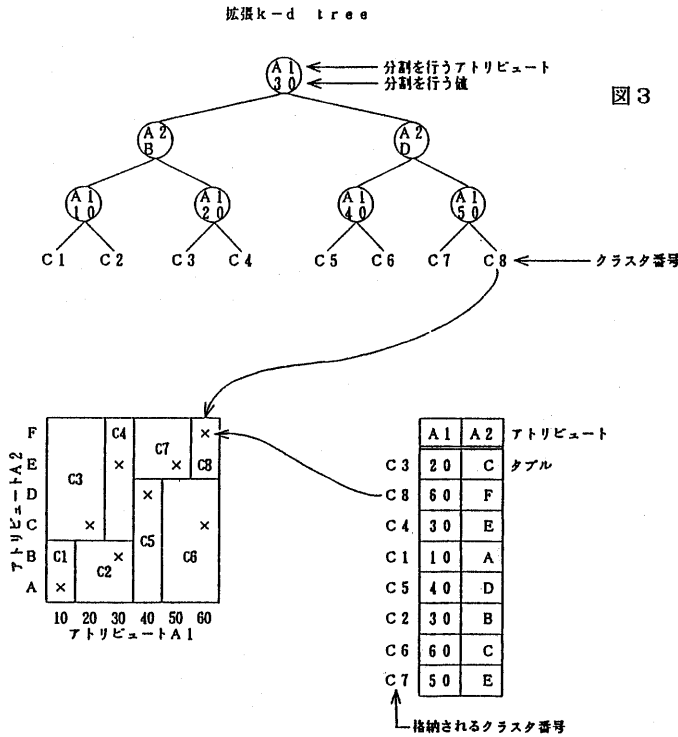 拡張k-d tree
A1
30
分割を行うアトリビュート
分割を行う値
図3
A2
B
A2
D
A1
10
A1
20
A1
40
A1
50
C1
C2
C3
C4
C5
C6
C7
C8
クラスタ番号
アトリビュートA2
F
E
D
C
B
A
C4
C7
C8
C3
C5
C6
C1
C2
10 20 30 40 50 60
アトリビュートA1
A1 A2 アトリビュート
C3 20 C タプル
C8 60 F
C4 30 E
C1 10 A
C5 40 D
C2 30 B
C6 60 C
C7 50 E
格納されるクラスタ番号